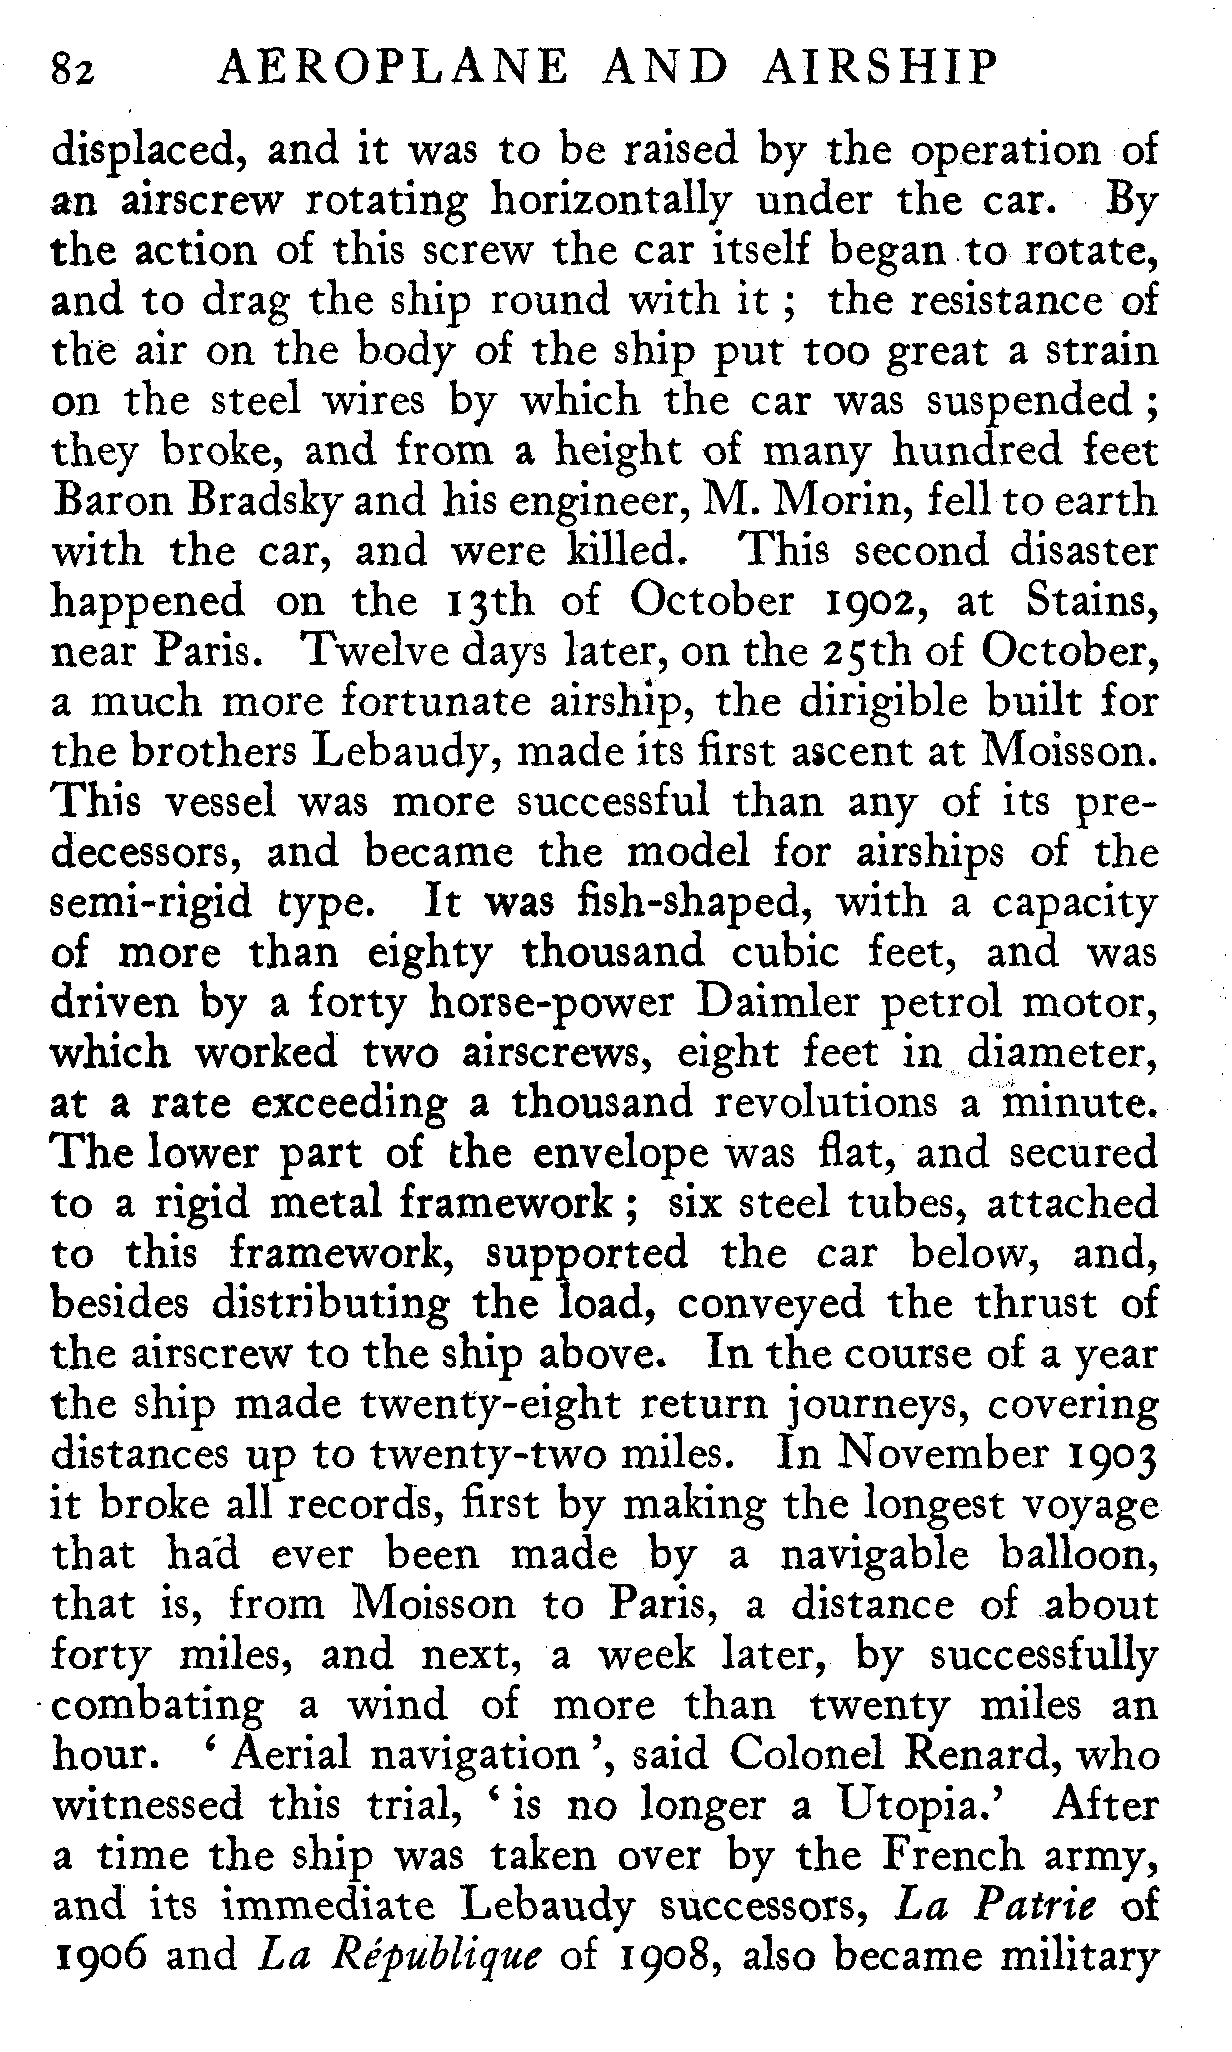 82 AEROPLANE AND AIRSHIP
displaced, and it was to be raised by the operation of
an airscrew rotating horizontally under the car. By
the action of this screw the car itself began to rotate,
and to drag the ship round with it ; the resistance of
the air on the body of the ship put too great a strain
on the steel wires by which the car was suspended ;
they broke, and from a height of many hundred feet
Baron Bradsky and his engineer, M. Morin, fell to earth
with the car, and were killed. This second disaster
happened on the 13th of October 1902, at Stains,
near Paris. Twelve days later, on the 25th of October,
a much more fortunate airship, the dirigible built for
the brothers Lebaudy, made its first ascent at Moisson.
This vessel was more successful than any of its pre-
decessors, and became the model for airships of the
semi-rigid type. It was fish-shaped, with a capacity
of more than eighty thousand cubic feet, and was
driven by a forty horse-power Daimler petrol motor,
which worked two airscrews, eight feet in diameter,
at a rate exceeding a thousand revolutions a minute.
The lower part of the envelope was flat, and secured
to a rigid metal framework ; six steel tubes, attached
to this framework, supported the car below, and,
besides distributing the load, conveyed the thrust of
the airscrew to the ship above. In the course of a year
the ship made twenty-eight return journeys, covering
distances up to twenty-two miles. In November 1903
it broke all records, first by making the longest voyage
that had ever been made by a navigable balloon,
that is, from Moisson to Paris, a distance of about
forty miles, and next, a week later, by successfully
combating a wind of more than twenty miles an
hour. ‘ Aerial navigation ’, said Colonel Renard, who
witnessed this trial, ‘ is no longer a Utopia.’ After
a time the ship was taken over by the French army,
and its immediate Lebaudy successors, La Patrie of
1906 and La République of 1908, also became military